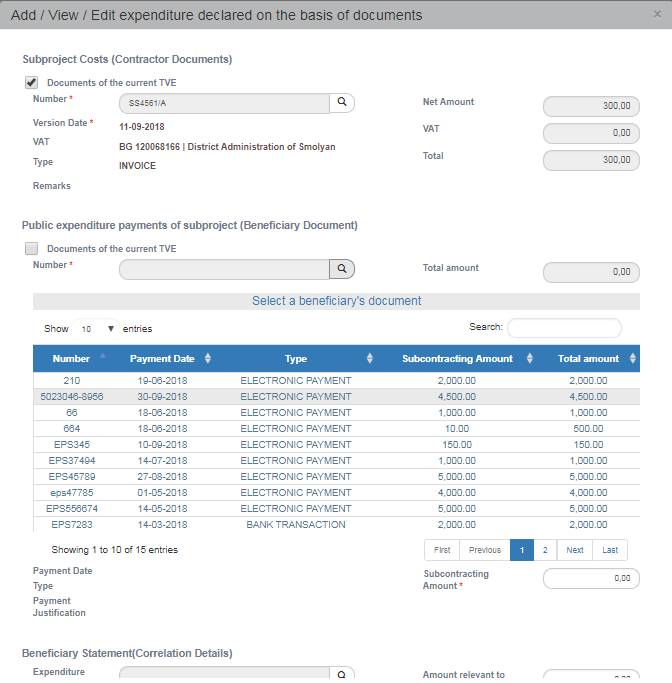 Add / View / Edit expenditure declared on the basis of documents ×
Subproject Costs (Contractor Documents)
Documents of the current TVE
Number * SS4561/A Net Amount 300,00
Version Date * 11-09-2018 VAT 0,00
VAT BG 120068166 | District Administration of Smolyan
Type INVOICE Total 300,00
Remarks
Public expenditure payments of subproject (Beneficiary Document)
Documents of the current TVE
Number * Total amount 0,00
Select a beneficiary's document
Show 10 entries Search:
Number Payment Date Type Subcontracting Amount Total amount
210 19-06-2018 ELECTRONIC PAYMENT 2,000.00 2,000.00
5023046-8956 30-09-2018 ELECTRONIC PAYMENT 4,500.00 4,500.00
66 18-06-2018 ELECTRONIC PAYMENT 1,000.00 1,000.00
664 18-06-2018 ELECTRONIC PAYMENT 10.00 500.00
EPS345 10-09-2018 ELECTRONIC PAYMENT 150.00 150.00
EPS37494 14-07-2018 ELECTRONIC PAYMENT 1,000.00 1,000.00
EPS45789 27-08-2018 ELECTRONIC PAYMENT 5,000.00 5,000.00
eps47785 01-05-2018 ELECTRONIC PAYMENT 4,000.00 4,000.00
EPS556674 14-05-2018 ELECTRONIC PAYMENT 5,000.00 5,000.00
EPS7283 14-03-2018 BANK TRANSACTION 2,000.00 2,000.00
Showing 1 to 10 of 15 entries First Previous 1 2 Next Last
Payment Date
Type
Payment
Justification
Subcontracting
Amount * 0,00
Beneficiary Statement(Correlation Details)
Expenditure Amount relevant to 0,00